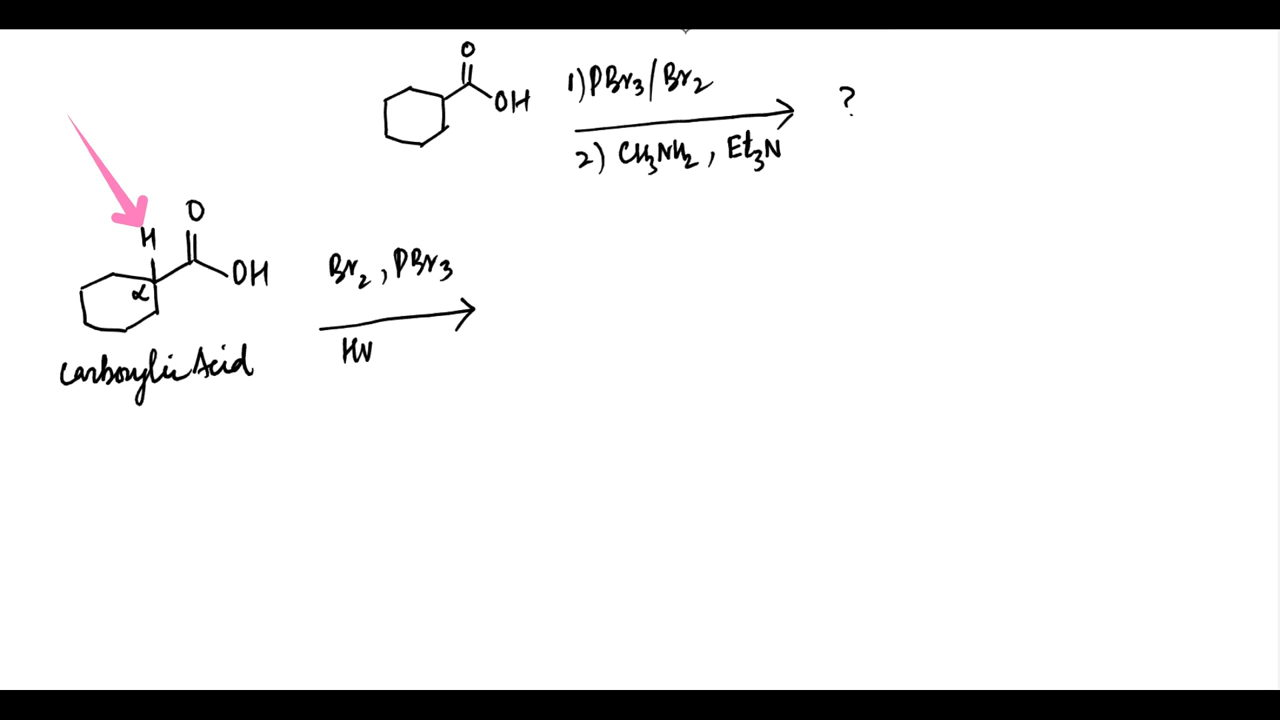 O
OH
1) PBr3/Br2
?
2) CH3NH2, Et3N
O
H
OH
α
Br2, PBr3
HV
Carboxylic Acid